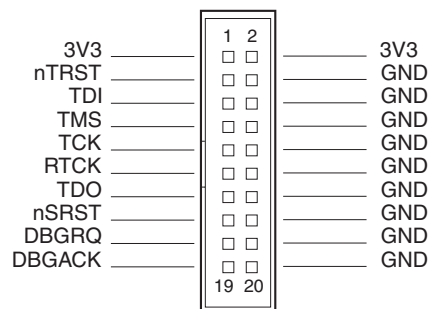 1 2
3V3 3V3
nTRST GND
TDI GND
TMS GND
TCK GND
RTCK GND
TDO GND
nSRST GND
DBGRQ GND
DBGACK GND
19 20